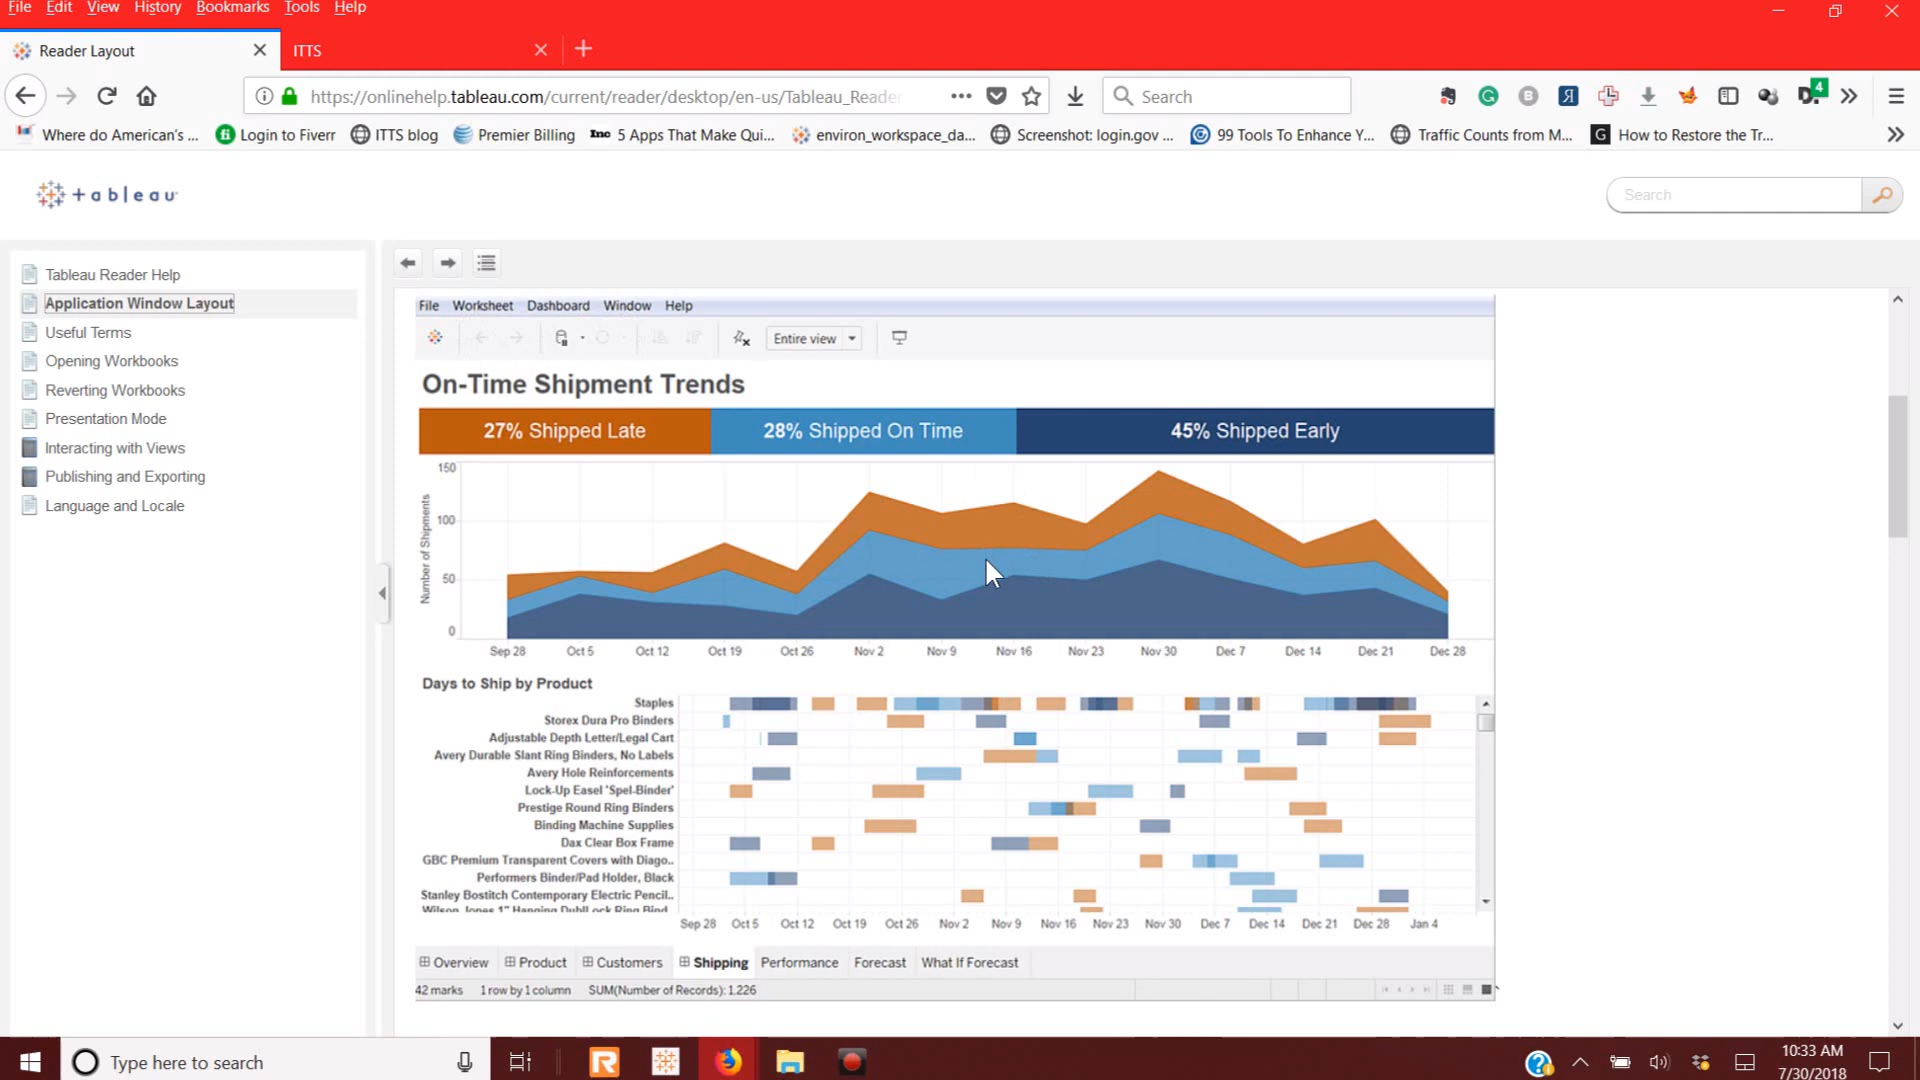 File Edit View History Bookmarks Tools Help
Reader Layout
ITTS
https://onlinehelp.tableau.com/current/reader/desktop/en-us/Tableau_Reader
Search
4
Where do American's ... Login to Fiverr ITTS blog Premier Billing Inc 5 Apps That Make Qui... environ_workspace_da... Screenshot: login.gov ... 99 Tools To Enhance Y... Traffic Counts from M... G How to Restore the Tr...
+ a b l e a u
Search
Tableau Reader Help
Application Window Layout
Useful Terms
Opening Workbooks
Reverting Workbooks
Presentation Mode
Interacting with Views
Publishing and Exporting
Language and Locale
File Worksheet Dashboard Window Help
Entire view
On-Time Shipment Trends
27% Shipped Late 28% Shipped On Time 45% Shipped Early
Number of Shipments
150
100
50
0
Sep 28 Oct 5 Oct 12 Oct 19 Oct 26 Nov 2 Nov 9 Nov 16 Nov 23 Nov 30 Dec 7 Dec 14 Dec 21 Dec 28
Days to Ship by Product
Staples
Storex Dura Pro Binders
Adjustable Depth Letter/Legal Cart
Avery Durable Slant Ring Binders, No Labels
Avery Hole Reinforcements
Lock-Up Easel 'Spel-Binder'
Prestige Round Ring Binders
Binding Machine Supplies
Dax Clear Box Frame
GBC Premium Transparent Covers with Diago..
Performers Binder/Pad Holder, Black
Stanley Bostitch Contemporary Electric Pencil..
Wilson Jones 1" Hanging DublLock Ring Bind..
Sep 28 Oct 5 Oct 12 Oct 19 Oct 26 Nov 2 Nov 9 Nov 16 Nov 23 Nov 30 Dec 7 Dec 14 Dec 21 Dec 28 Jan 4
Overview Product Customers Shipping Performance Forecast What If Forecast
42 marks 1 row by 1 column SUM(Number of Records): 1.226
Type here to search
10:33 AM
7/30/2018